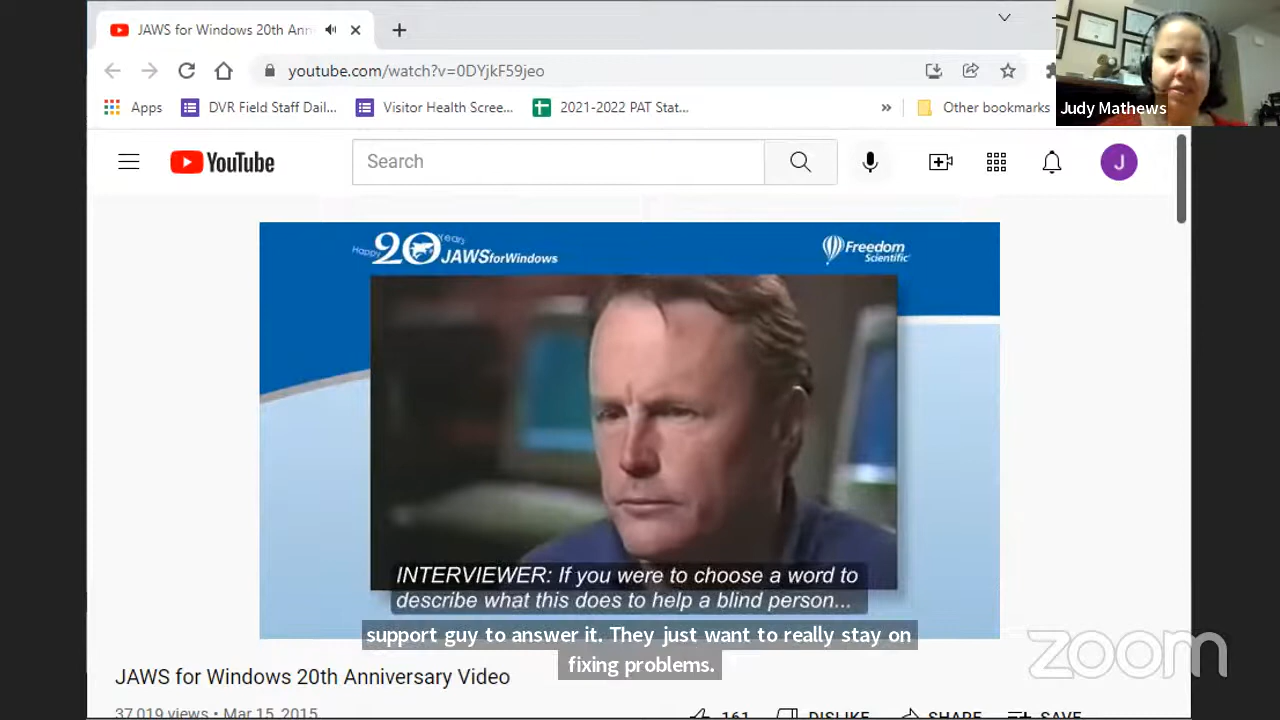 JAWS for Windows 20th Ann
youtube.com/watch?v=0DYjkF59jeo
Apps
DVR Field Staff Dail...
Visitor Health Scree...
2021-2022 PAT Stat...
»
Other bookmarks
Judy Mathews
YouTube
Search
J
Happy 20 Years JAWS for Windows
Freedom
Scientific
INTERVIEWER: If you were to choose a word to
describe what this does to help a blind person...
support guy to answer it. They just want to really stay on
fixing problems.
zoom
JAWS for Windows 20th Anniversary Video
37,019 views • Mar 15, 2015
161
DISLIKE
SHARE
SAVE